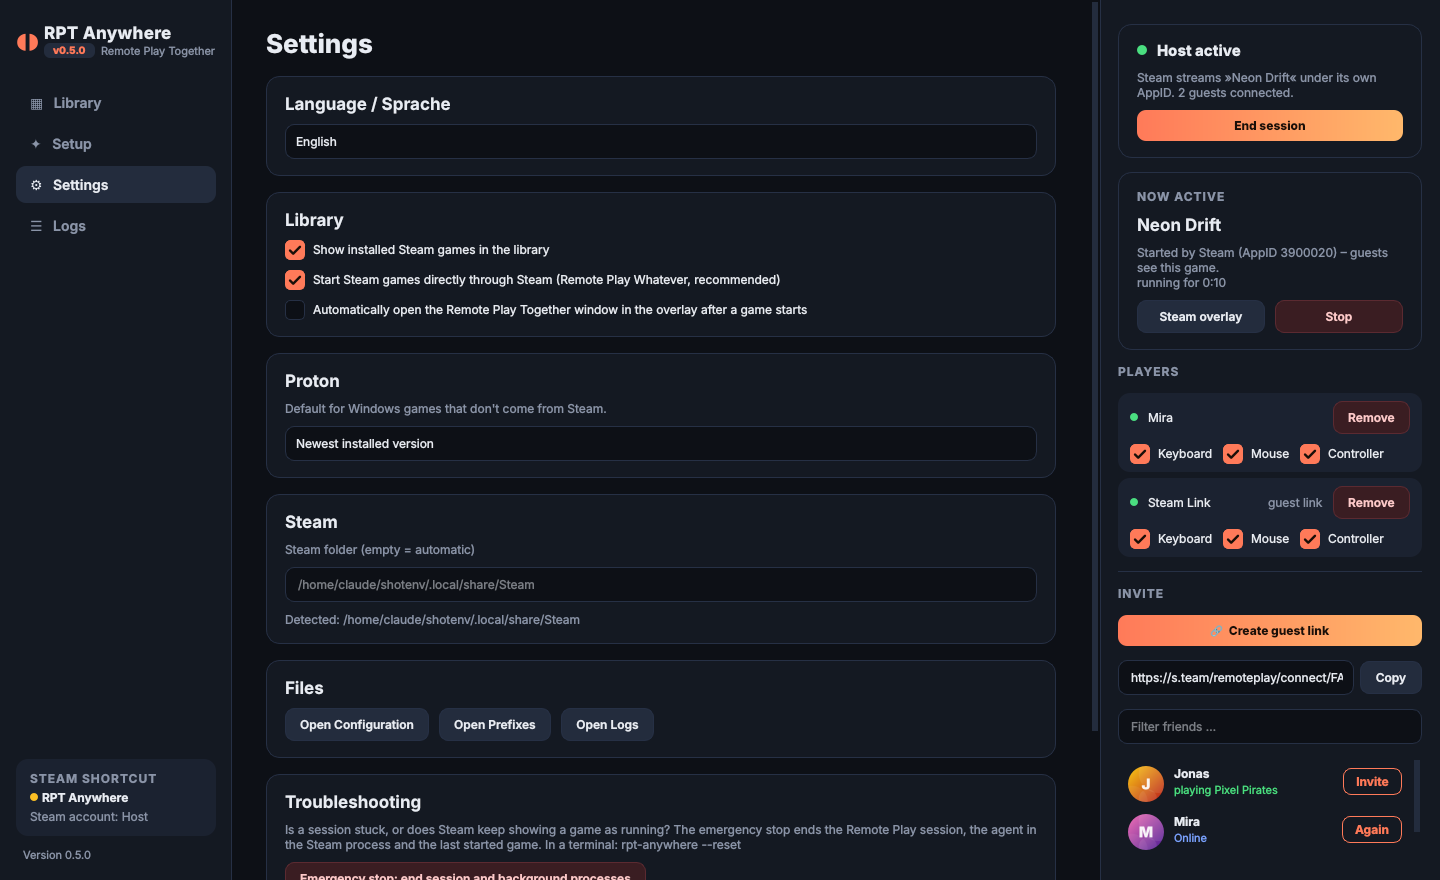 RPT Anywhere
v0.5.0 Remote Play Together
Library
Setup
Settings
Logs
STEAM SHORTCUT
RPT Anywhere
Steam account: Host
Version 0.5.0
Settings
Language / Sprache
English
Library
Show installed Steam games in the library
Start Steam games directly through Steam (Remote Play Whatever, recommended)
Automatically open the Remote Play Together window in the overlay after a game starts
Proton
Default for Windows games that don't come from Steam.
Newest installed version
Steam
Steam folder (empty = automatic)
/home/claude/shotenv/.local/share/Steam
Detected: /home/claude/shotenv/.local/share/Steam
Files
Open Configuration Open Prefixes Open Logs
Troubleshooting
Is a session stuck, or does Steam keep showing a game as running? The emergency stop ends the Remote Play session, the agent in
the Steam process and the last started game. In a terminal: rpt-anywhere --reset
Emergency stop: end session and background processes
Host active
Steam streams »Neon Drift« under its own
AppID. 2 guests connected.
End session
NOW ACTIVE
Neon Drift
Started by Steam (AppID 3900020) – guests
see this game.
running for 0:10
Steam overlay Stop
PLAYERS
Mira Remove
Keyboard Mouse Controller
Steam Link guest link Remove
Keyboard Mouse Controller
INVITE
Create guest link
https://s.team/remoteplay/connect/FA Copy
Filter friends ...
J Jonas Invite
playing Pixel Pirates
M Mira Again
Online